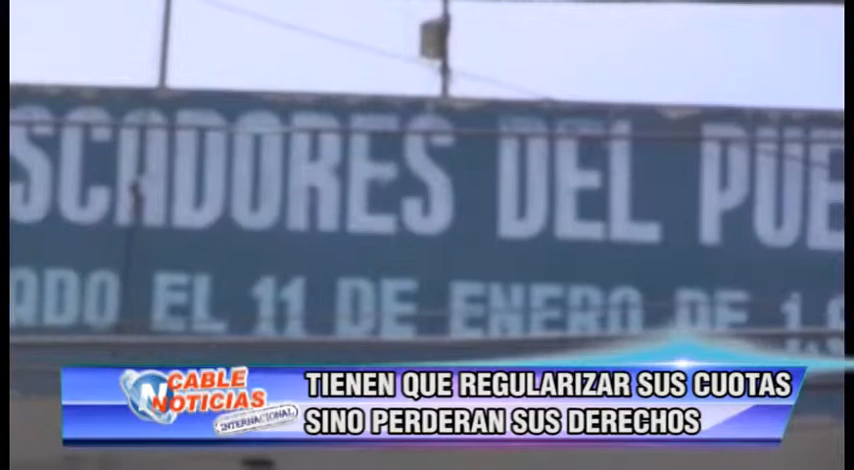 SCADORES DEL PUE
ADO EL 11 DE ENERO DE 1
CABLE
NOTICIAS
INTERNACIONAL
TIENEN QUE REGULARIZAR SUS CUOTAS
SINO PERDERAN SUS DERECHOS